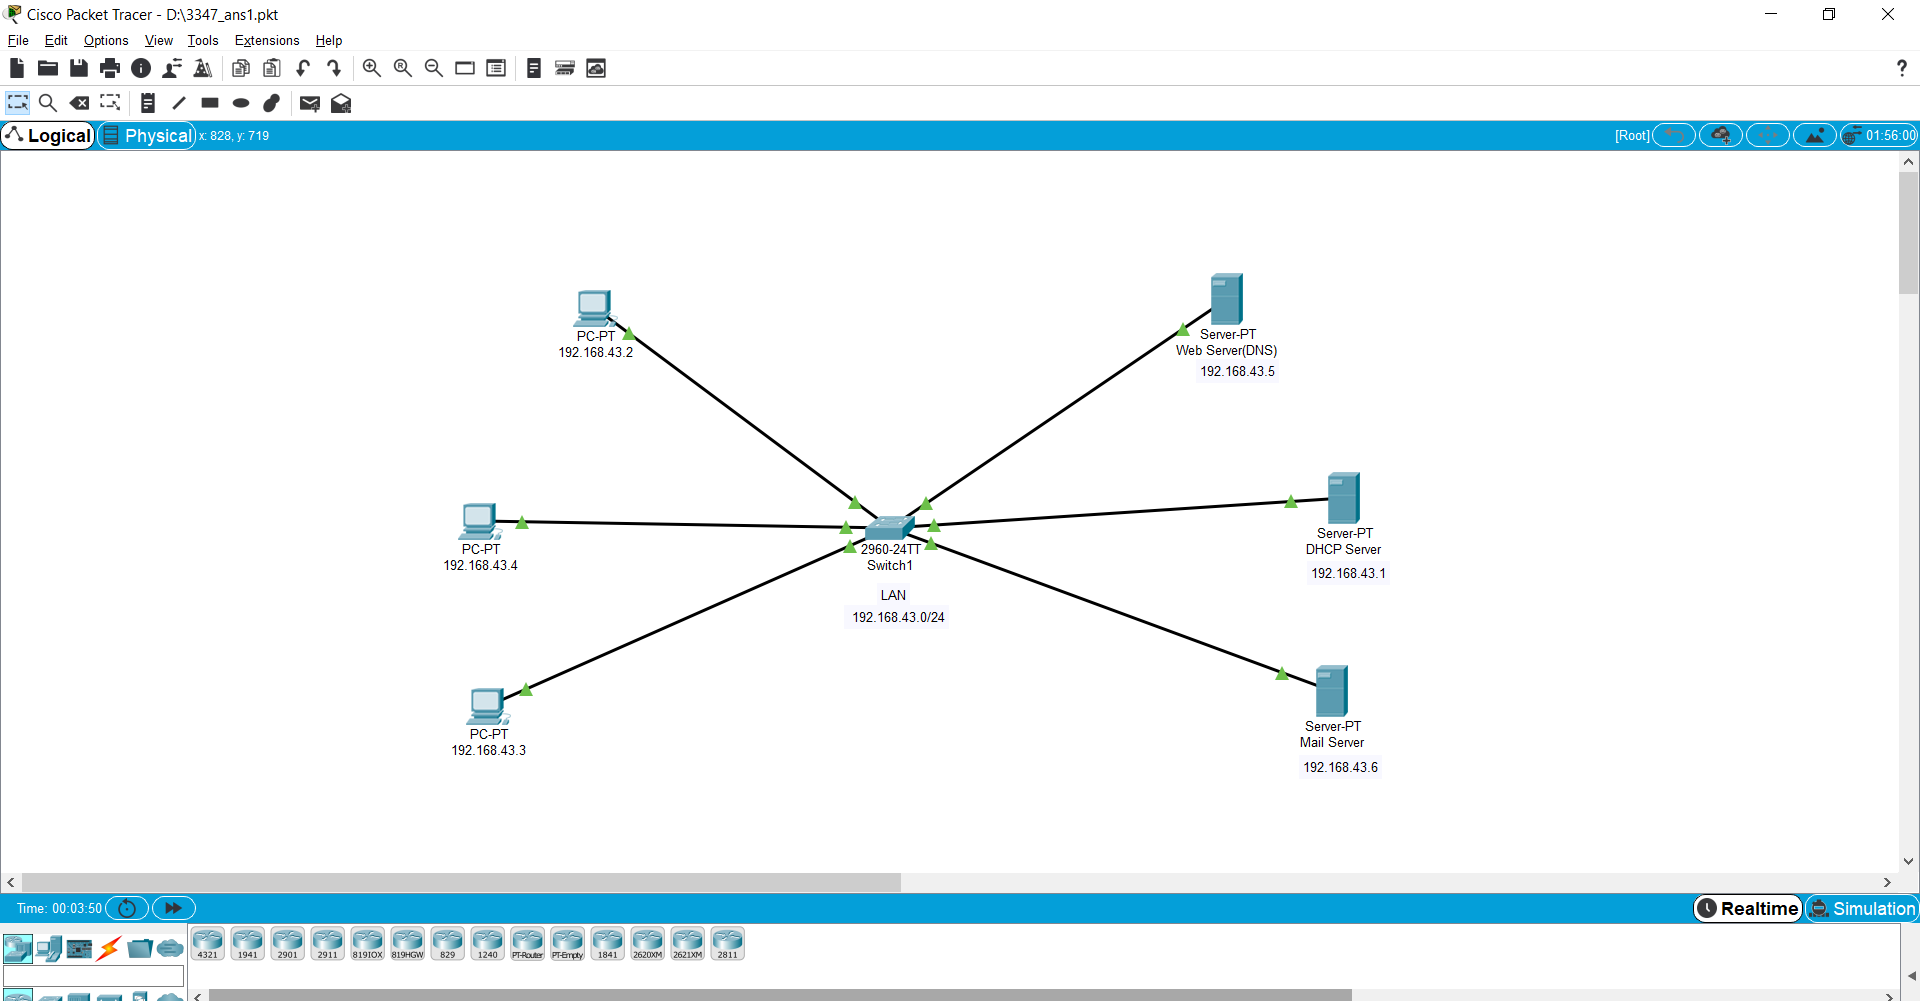 Cisco Packet Tracer - D:\3347_ans1.pkt
File Edit Options View Tools Extensions Help
?
Logical Physical x: 828, y: 719 [Root] 01:56:00
PC-PT
192.168.43.2
Server-PT
Web Server(DNS)
192.168.43.5
PC-PT
192.168.43.4
2960-24TT
Switch1
LAN
192.168.43.0/24
Server-PT
DHCP Server
192.168.43.1
PC-PT
192.168.43.3
Server-PT
Mail Server
192.168.43.6
Time: 00:03:50 Realtime Simulation
4321 1941 2901 2911 819IOX 819HGW 829 1240 PT-Router PT-Empty 1841 2620XM 2621XM 2811